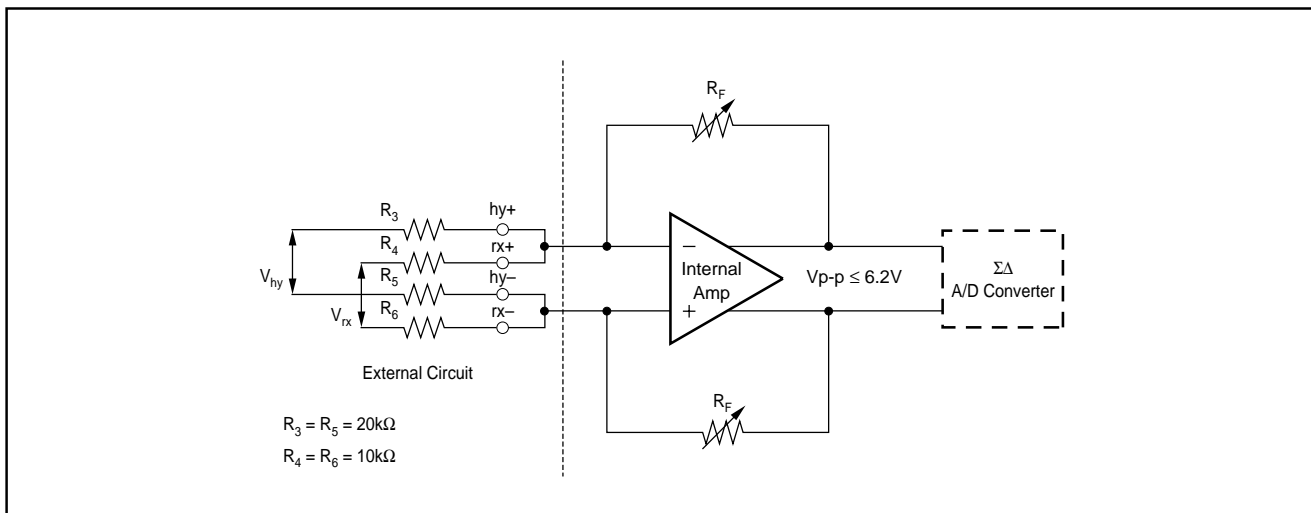 R_F
R_3
hy+
R_4
rx+
V_hy
R_5
hy–
V_rx
R_6
rx–
External Circuit
R_3 = R_5 = 20kΩ
R_4 = R_6 = 10kΩ
–
Internal
Amp
+
Vp-p ≤ 6.2V
ΣΔ
A/D Converter
R_F